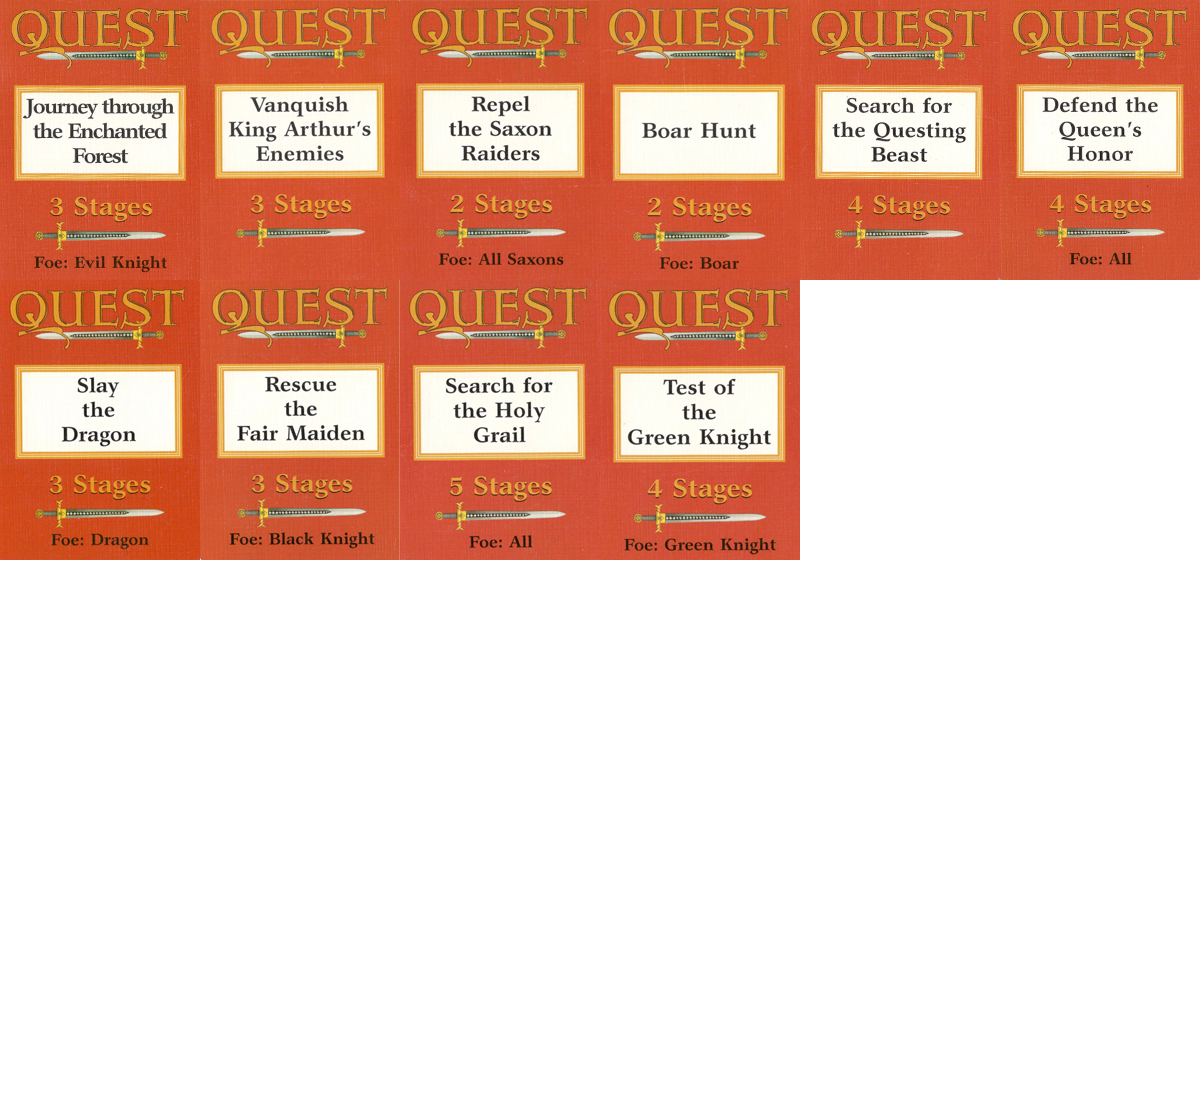 QUEST
Journey through
the Enchanted
Forest
3 Stages
Foe: Evil Knight
QUEST
Vanquish
King Arthur's
Enemies
3 Stages
QUEST
Repel
the Saxon
Raiders
2 Stages
Foe: All Saxons
QUEST
Boar Hunt
2 Stages
Foe: Boar
QUEST
Search for
the Questing
Beast
4 Stages
QUEST
Defend the
Queen's
Honor
4 Stages
Foe: All
QUEST
Slay
the
Dragon
3 Stages
Foe: Dragon
QUEST
Rescue
the
Fair Maiden
3 Stages
Foe: Black Knight
QUEST
Search for
the Holy
Grail
5 Stages
Foe: All
QUEST
Test of
the
Green Knight
4 Stages
Foe: Green Knight